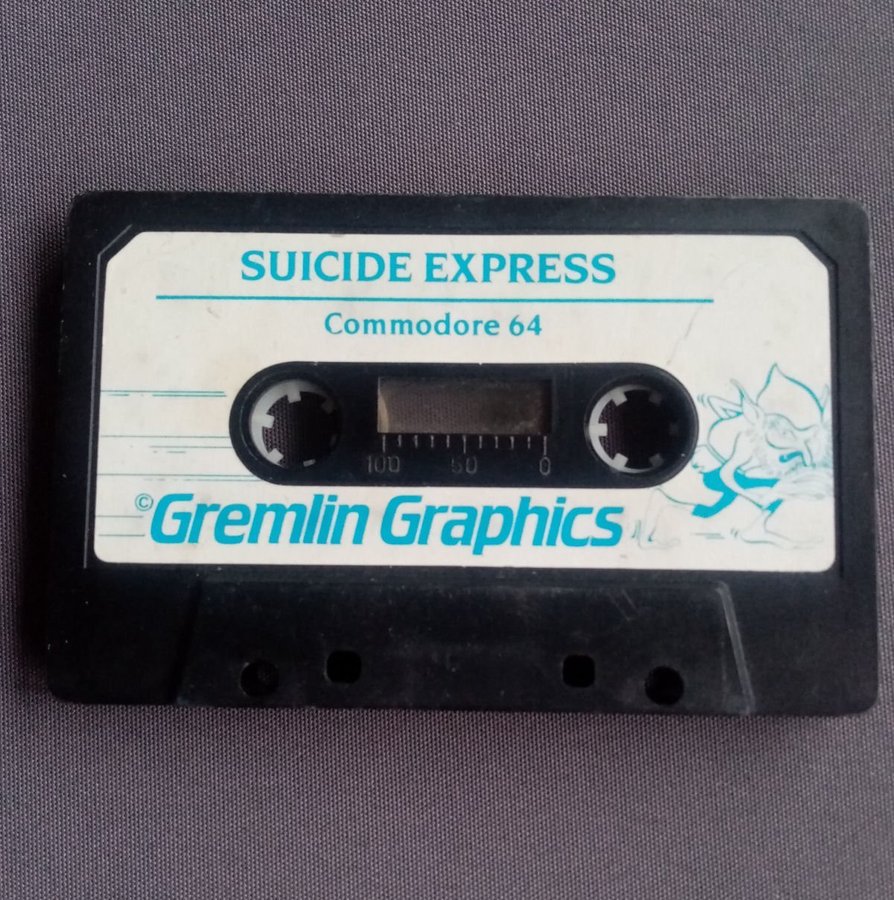 SUICIDE EXPRESS
Commodore 64
100 50 0
© Gremlin Graphics